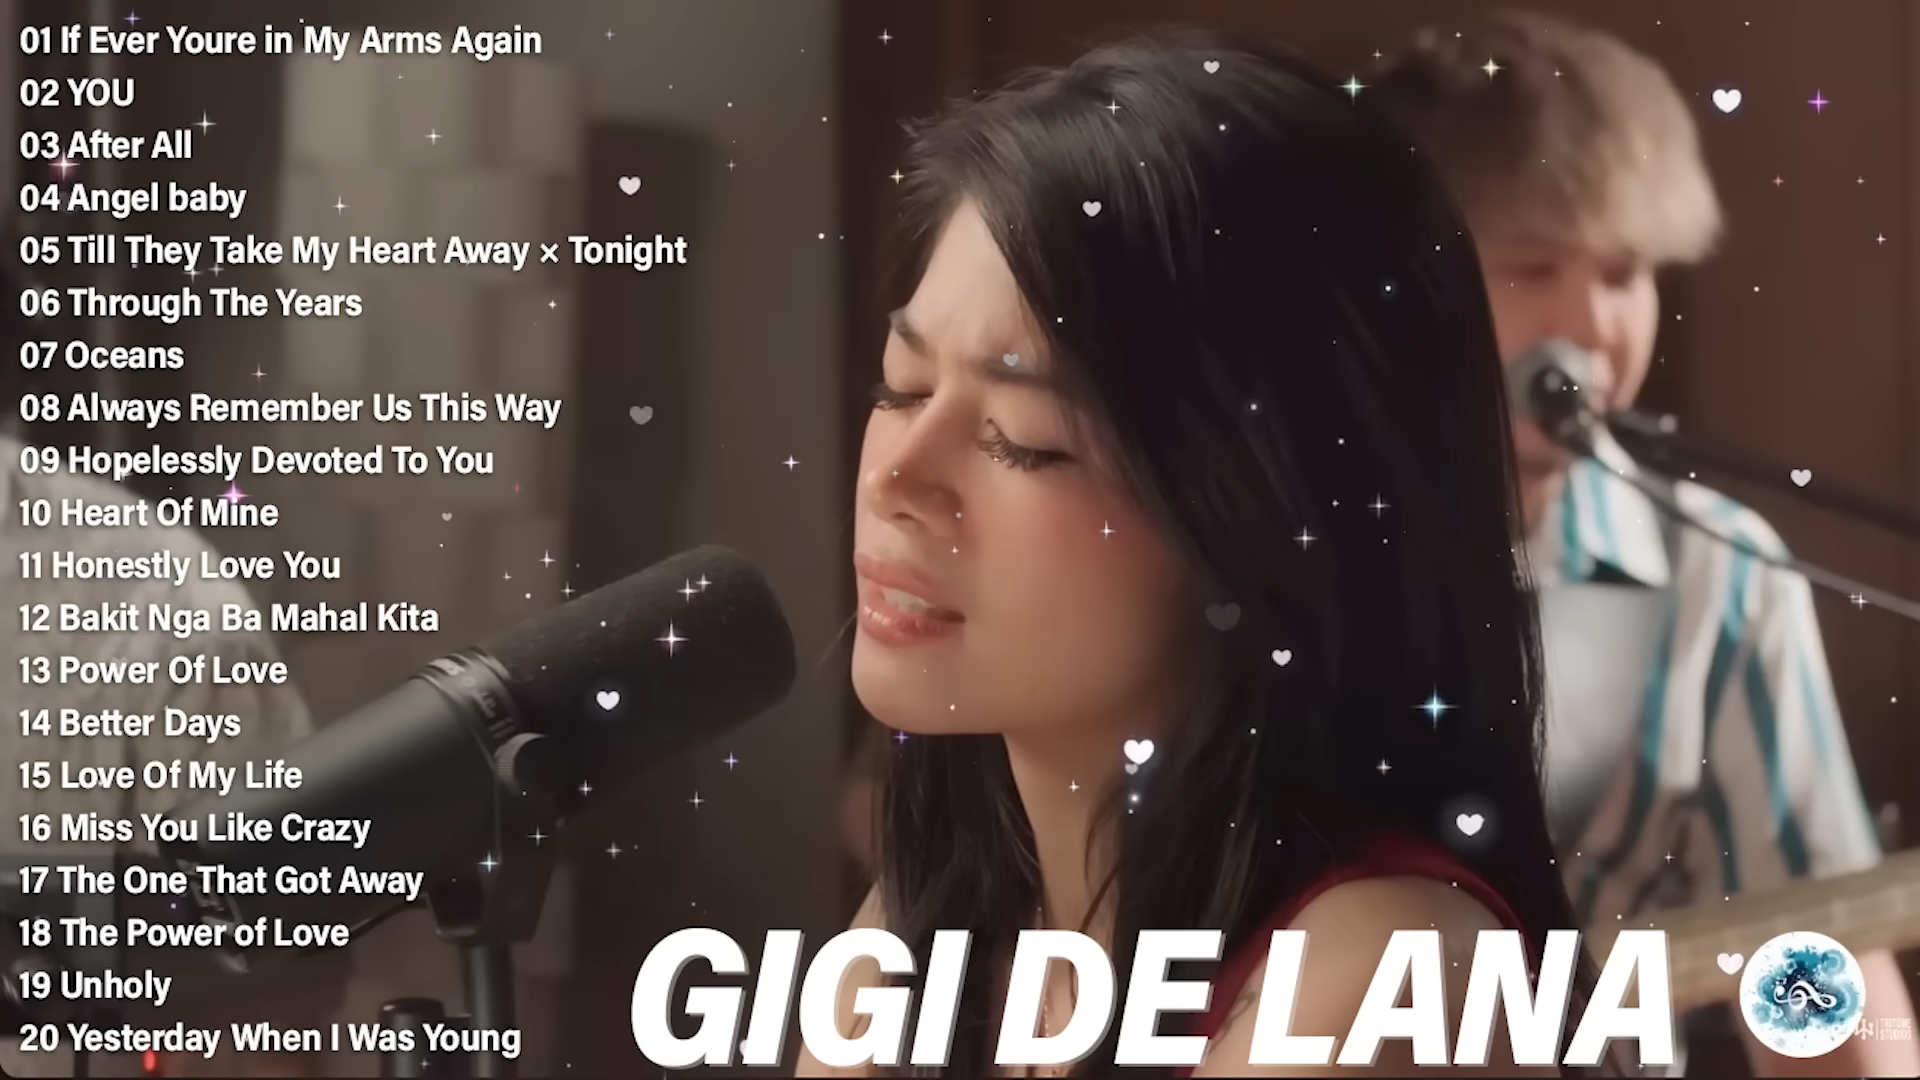 01 If Ever Youre in My Arms Again
02 YOU
03 After All
04 Angel baby
05 Till They Take My Heart Away × Tonight
06 Through The Years
07 Oceans
08 Always Remember Us This Way
09 Hopelessly Devoted To You
10 Heart Of Mine
11 Honestly Love You
12 Bakit Nga Ba Mahal Kita
13 Power Of Love
14 Better Days
15 Love Of My Life
16 Miss You Like Crazy
17 The One That Got Away
18 The Power of Love
19 Unholy
20 Yesterday When I Was Young
GIGI DE LANA